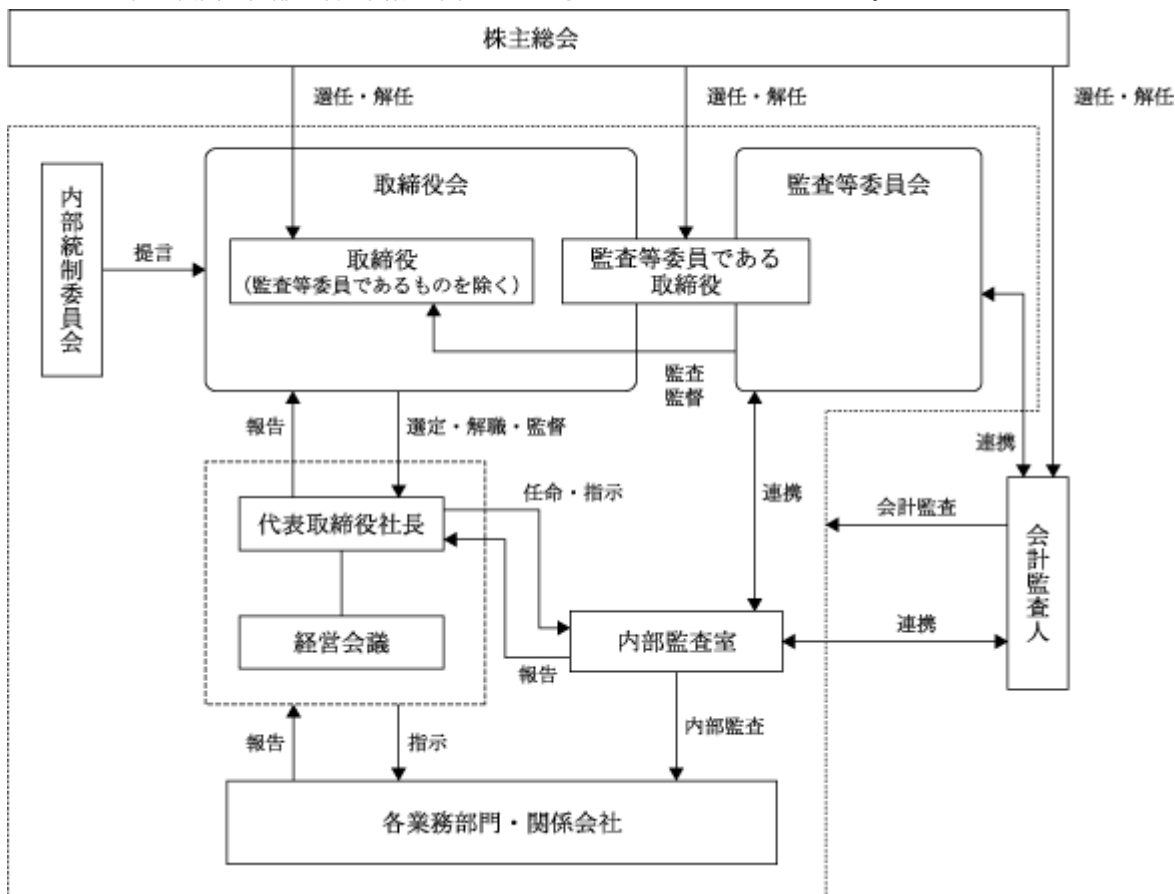 株主総会
選任・解任
選任・解任
選任・解任
内部統制委員会
提言
取締役会
取締役
(監査等委員であるものを除く)
監査等委員会
監査等委員である
取締役
監査
監督
報告
選定・解職・監督
連携
連携
代表取締役社長
任命・指示
会計監査
会計監査人
経営会議
内部監査室
連携
報告
報告
指示
内部監査
各業務部門・関係会社